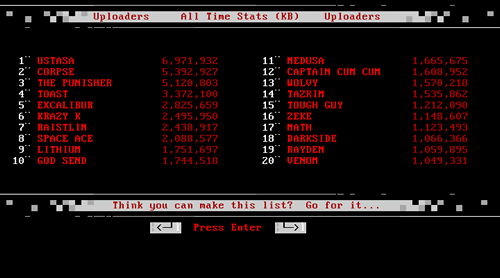 Uploaders All Time Stats (KB) Uploaders
1¨ USTASA 6,971,932 11¨ MEDUSA 1,665,675
2¨ CORPSE 5,392,927 12¨ CAPTAIN CUM CUM 1,608,952
3¨ THE PUNISHER 5,120,803 13¨ WOLVY 1,570,218
4¨ TOAST 3,372,100 14¨ TAZRIM 1,535,862
5¨ EXCALIBUR 2,825,659 15¨ TOUGH GUY 1,212,090
6¨ KRAZY K 2,495,950 16¨ ZEKE 1,148,607
7¨ RAISTLIN 2,438,917 17¨ MATH 1,123,493
8¨ SPACE ACE 2,088,577 18¨ DARKSIDE 1,066,366
9¨ LITHIUM 1,751,697 19¨ RAYDEN 1,059,895
10¨ GOD SEND 1,744,518 20¨ VENOM 1,049,331
Think you can make this list? Go for it...
Press Enter